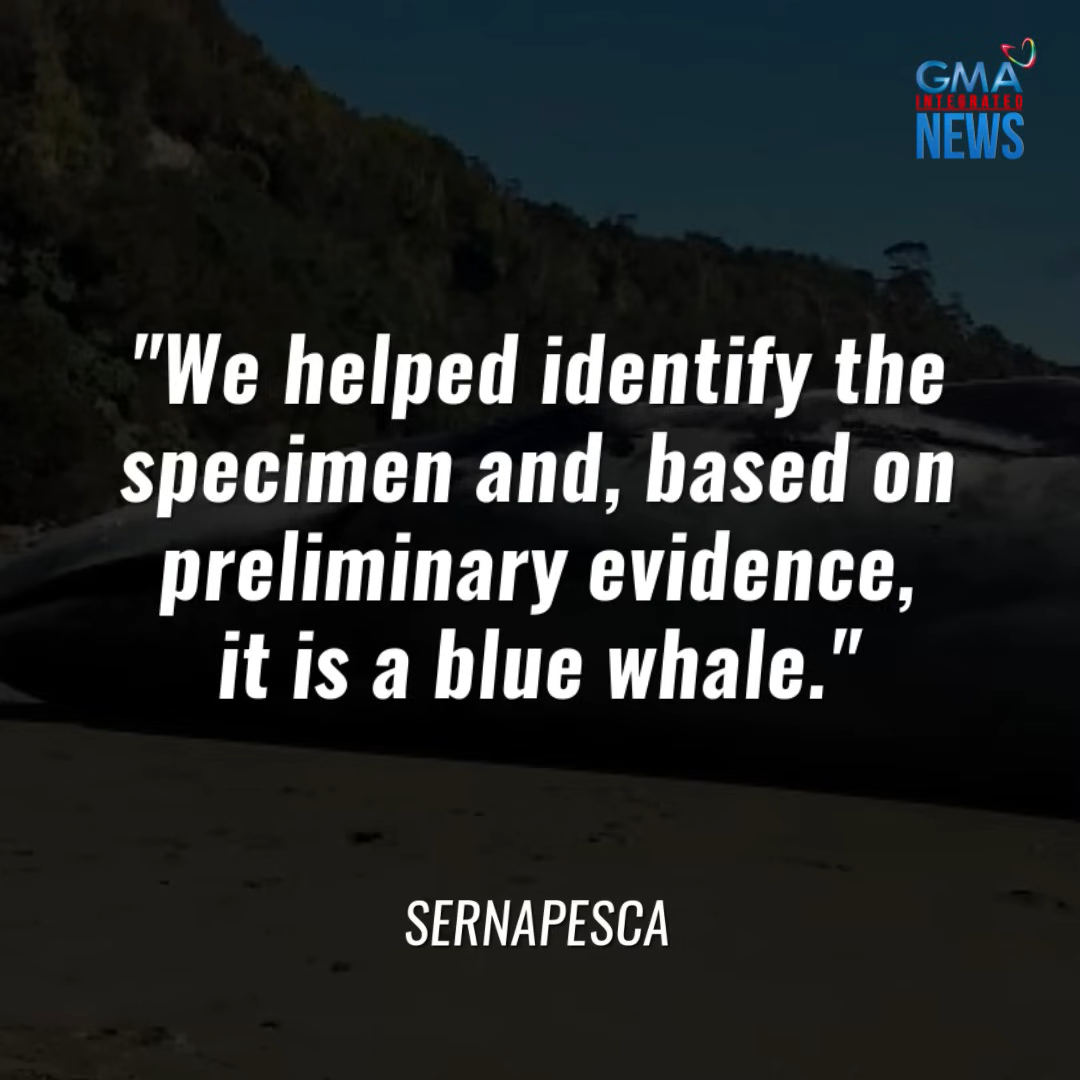 GMA
INTEGRATED
NEWS
"We helped identify the
specimen and, based on
preliminary evidence,
it is a blue whale."
SERNAPESCA